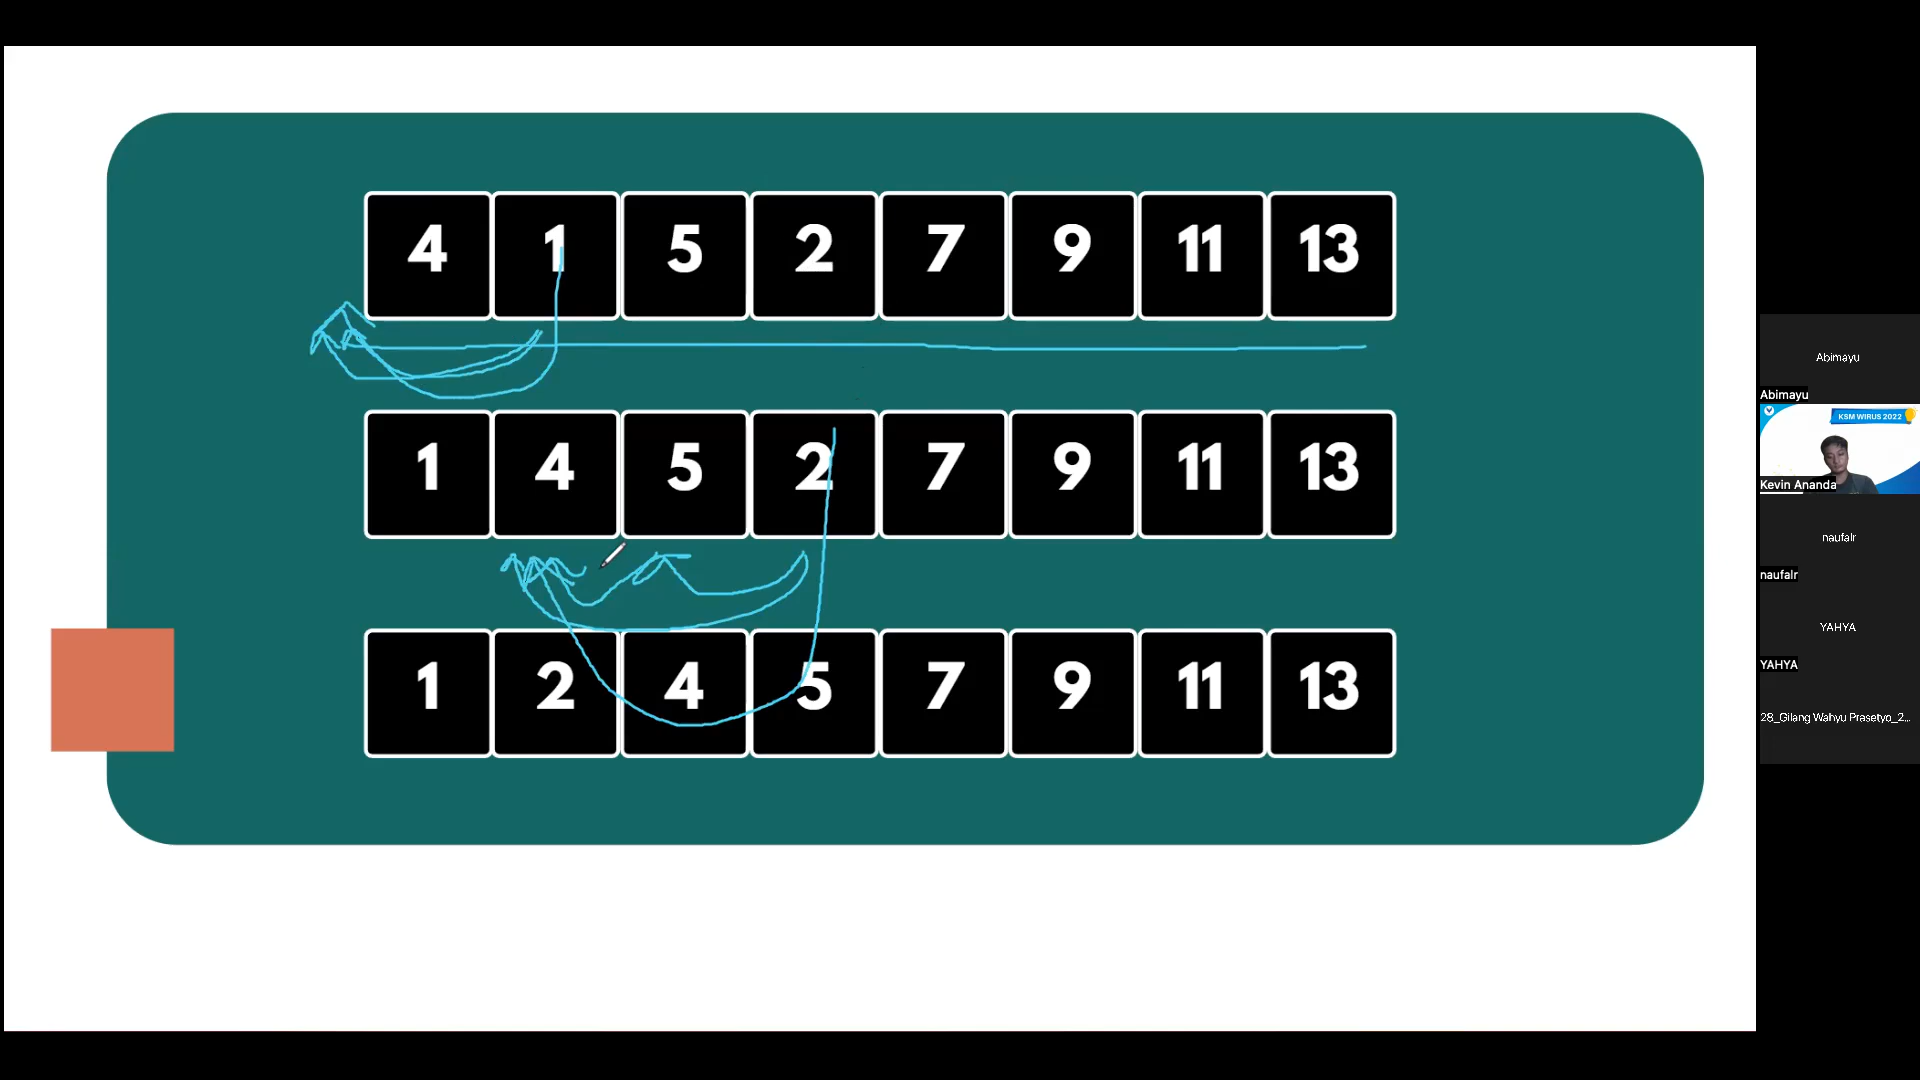 4 1 5 2 7 9 11 13
1 4 5 2 7 9 11 13
1 2 4 5 7 9 11 13
Abimayu
Abimayu
KSM WIRUS 2022
Kevin Ananda
naufalr
naufalr
YAHYA
YAHYA
28_Gilang Wahyu Prasetyo_2...